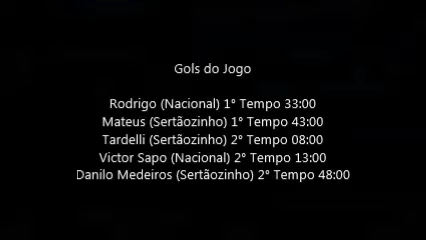 Gols do Jogo
Rodrigo (Nacional) 1° Tempo 33:00
Mateus (Sertãozinho) 1° Tempo 43:00
Tardelli (Sertãozinho) 2° Tempo 08:00
Victor Sapo (Nacional) 2° Tempo 13:00
Danilo Medeiros (Sertãozinho) 2° Tempo 48:00